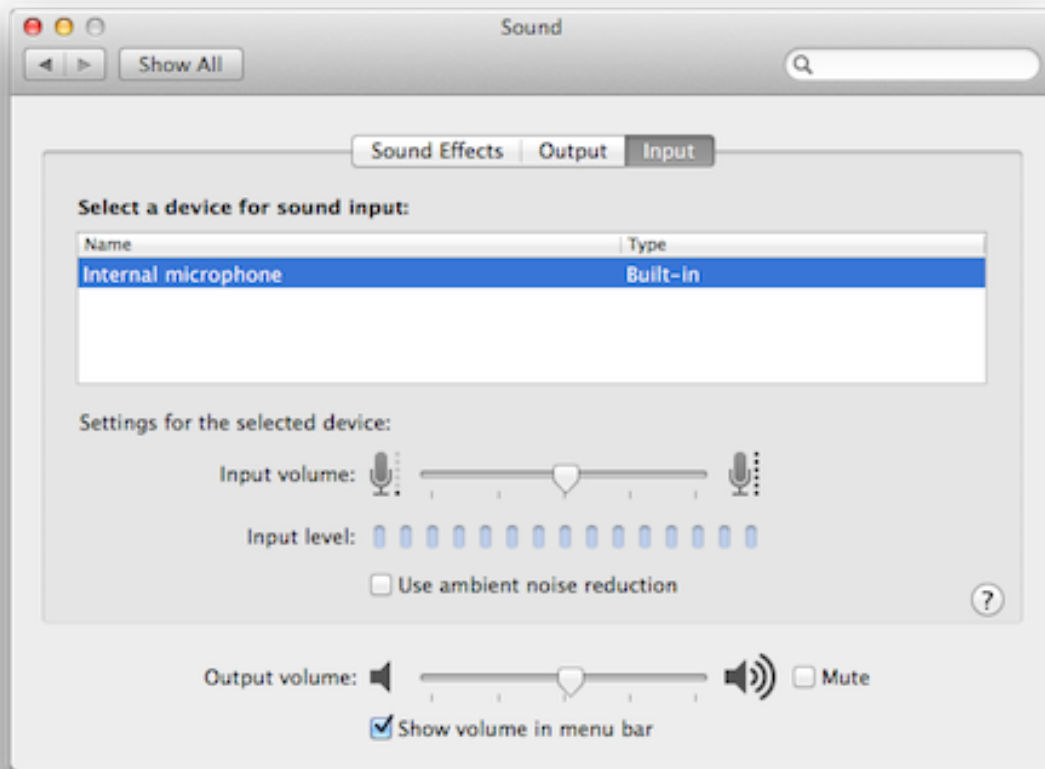 Sound
Show All
Sound Effects Output Input
Select a device for sound input:
Name Type
Internal microphone Built-in
Settings for the selected device:
Input volume:
Input level:
Use ambient noise reduction
?
Output volume: Mute
Show volume in menu bar